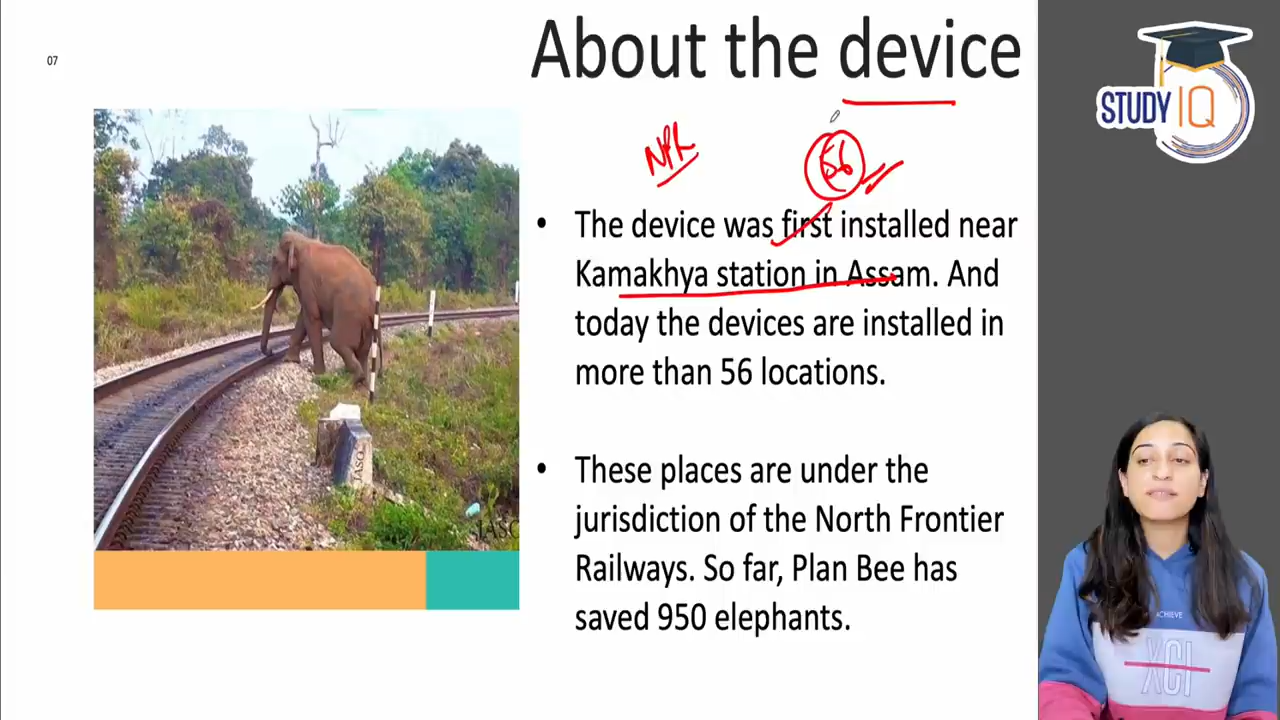 07
About the device
STUDY IQ
56
The device was first installed near
Kamakhya station in Assam. And
today the devices are installed in
more than 56 locations.
These places are under the
jurisdiction of the North Frontier
Railways. So far, Plan Bee has
saved 950 elephants.
ACHIEVE
XCI